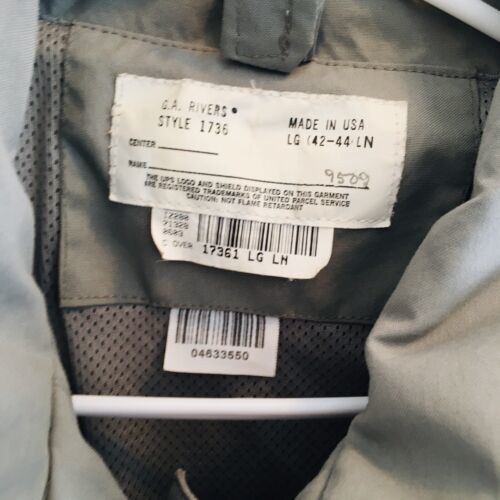 G.A. RIVERS®
STYLE 1736
MADE IN USA
LG (42-44) LN
CENTER
NAME 9509
THE UPS LOGO AND SHIELD DISPLAYED ON THIS GARMENT
ARE REGISTERED TRADEMARKS OF UNITED PARCEL SERVICE
CAUTION: NOT FLAME RETARDANT
C OVER 17361 LG LN
04633550